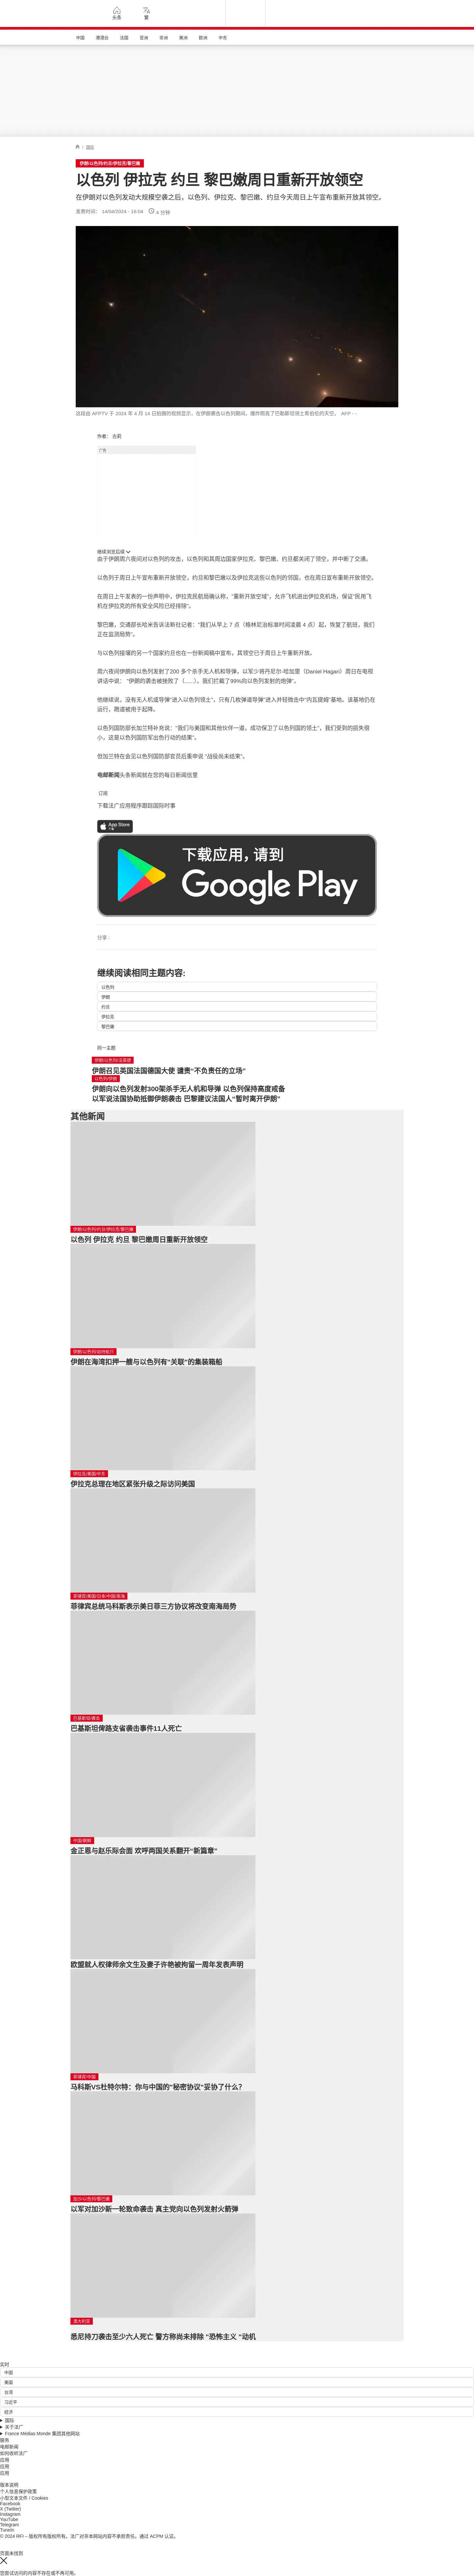 头条
繁
中国
港澳台
法国
亚洲
非洲
美洲
欧洲
中东
/ 国际
伊朗/以色列/约旦/伊拉克/黎巴嫩
以色列 伊拉克 约旦 黎巴嫩周日重新开放领空
在伊朗对以色列发动大规模空袭之后，以色列、伊拉克、黎巴嫩、约旦今天周日上午宣布重新开放其领空。
发表时间： 14/04/2024 - 16:04
4 分钟
这段由 AFPTV 于 2024 年 4 月 14 日拍摄的视频显示，在伊朗袭击以色列期间，爆炸照亮了巴勒斯坦领土希伯伦的天空。 AFP - -
作者： 古莉
广告
继续浏览后续
由于伊朗周六夜间对以色列的攻击，以色列和其周边国家伊拉克、黎巴嫩、约旦都关闭了领空，并中断了交通。
以色列于周日上午宣布重新开放领空，约旦和黎巴嫩以及伊拉克这些以色列的邻国，也在周日宣布重新开放领空。
在周日上午发表的一份声明中，伊拉克民航局确认称，"重新开放空域"，允许飞机进出伊拉克机场，保证"民用飞
机在伊拉克的所有安全风险已经排除"。
黎巴嫩，交通部长哈米告诉法新社记者："我们从早上 7 点（格林尼治标准时间凌晨 4 点）起，恢复了航班，我们
正在监测局势"。
与以色列接壤的另一个国家约旦也在一份新闻稿中宣布，其领空已于周日上午重新开放。
周六夜间伊朗向以色列发射了200 多个杀手无人机和导弹，以军少将丹尼尔-哈加里（Daniel Hagari）周日在电视
讲话中说： "伊朗的袭击被挫败了（......），我们拦截了99%向以色列发射的炮弹"。
他继续说，没有无人机或导弹"进入以色列领土"，只有几枚弹道导弹"进入并轻微击中"内瓦提姆"基地。该基地仍在
运行，跑道被用于起降。
以色列国防部长加兰特补充说："我们与美国和其他伙伴一道，成功保卫了以色列国的领土"，我们受到的损失很
小，这是以色列国防军出色行动的结果"。
但加兰特在会见以色列国防部官员后重申说 "战役尚未结束"。
电邮新闻头条新闻就在您的每日新闻信里
订阅
下载法广应用程序跟踪国际时事
App Store
下载应用，请到
Google Play
分享 :
继续阅读相同主题内容:
以色列
伊朗
约旦
伊拉克
黎巴嫩
同一主题
伊朗/以色列/法英德
伊朗召见英国法国德国大使 谴责"不负责任的立场"
以色列/伊朗
伊朗向以色列发射300架杀手无人机和导弹 以色列保持高度戒备
以军说法国协助抵御伊朗袭击 巴黎建议法国人"暂时离开伊朗"
其他新闻
伊朗/以色列/约旦/伊拉克/黎巴嫩
以色列 伊拉克 约旦 黎巴嫩周日重新开放领空
伊朗/以色列/劫持船只
伊朗在海湾扣押一艘与以色列有"关联"的集装箱船
伊拉克/美国/中东
伊拉克总理在地区紧张升级之际访问美国
菲律宾/美国/日本/中国/南海
菲律宾总统马科斯表示美日菲三方协议将改变南海局势
巴基斯坦/袭击
巴基斯坦俾路支省袭击事件11人死亡
中国/朝鲜
金正恩与赵乐际会面 欢呼两国关系翻开"新篇章"
欧盟就人权律师余文生及妻子许艳被拘留一周年发表声明
菲律宾/中国
马科斯VS杜特尔特：你与中国的"秘密协议"妥协了什么？
加沙/以色列/黎巴嫩
以军对加沙新一轮致命袭击 真主党向以色列发射火箭弹
澳大利亚
悉尼持刀袭击至少六人死亡 警方称尚未排除 "恐怖主义 "动机
实时
中国
美国
台湾
习近平
经济
国际
关于法广
France Médias Monde 集团其他网站
服务
电邮新闻
如何收听法广
应用
应用
应用
版本说明
个人信息保护政策
小型文本文件 / Cookies
Facebook
X (Twitter)
Instagram
YouTube
Telegram
TuneIn
© 2024 RFI – 版权所有版权所有。法广对非本网站内容不承担责任。通过 ACPM 认证。
页面未找到
您尝试访问的内容不存在或不再可用。